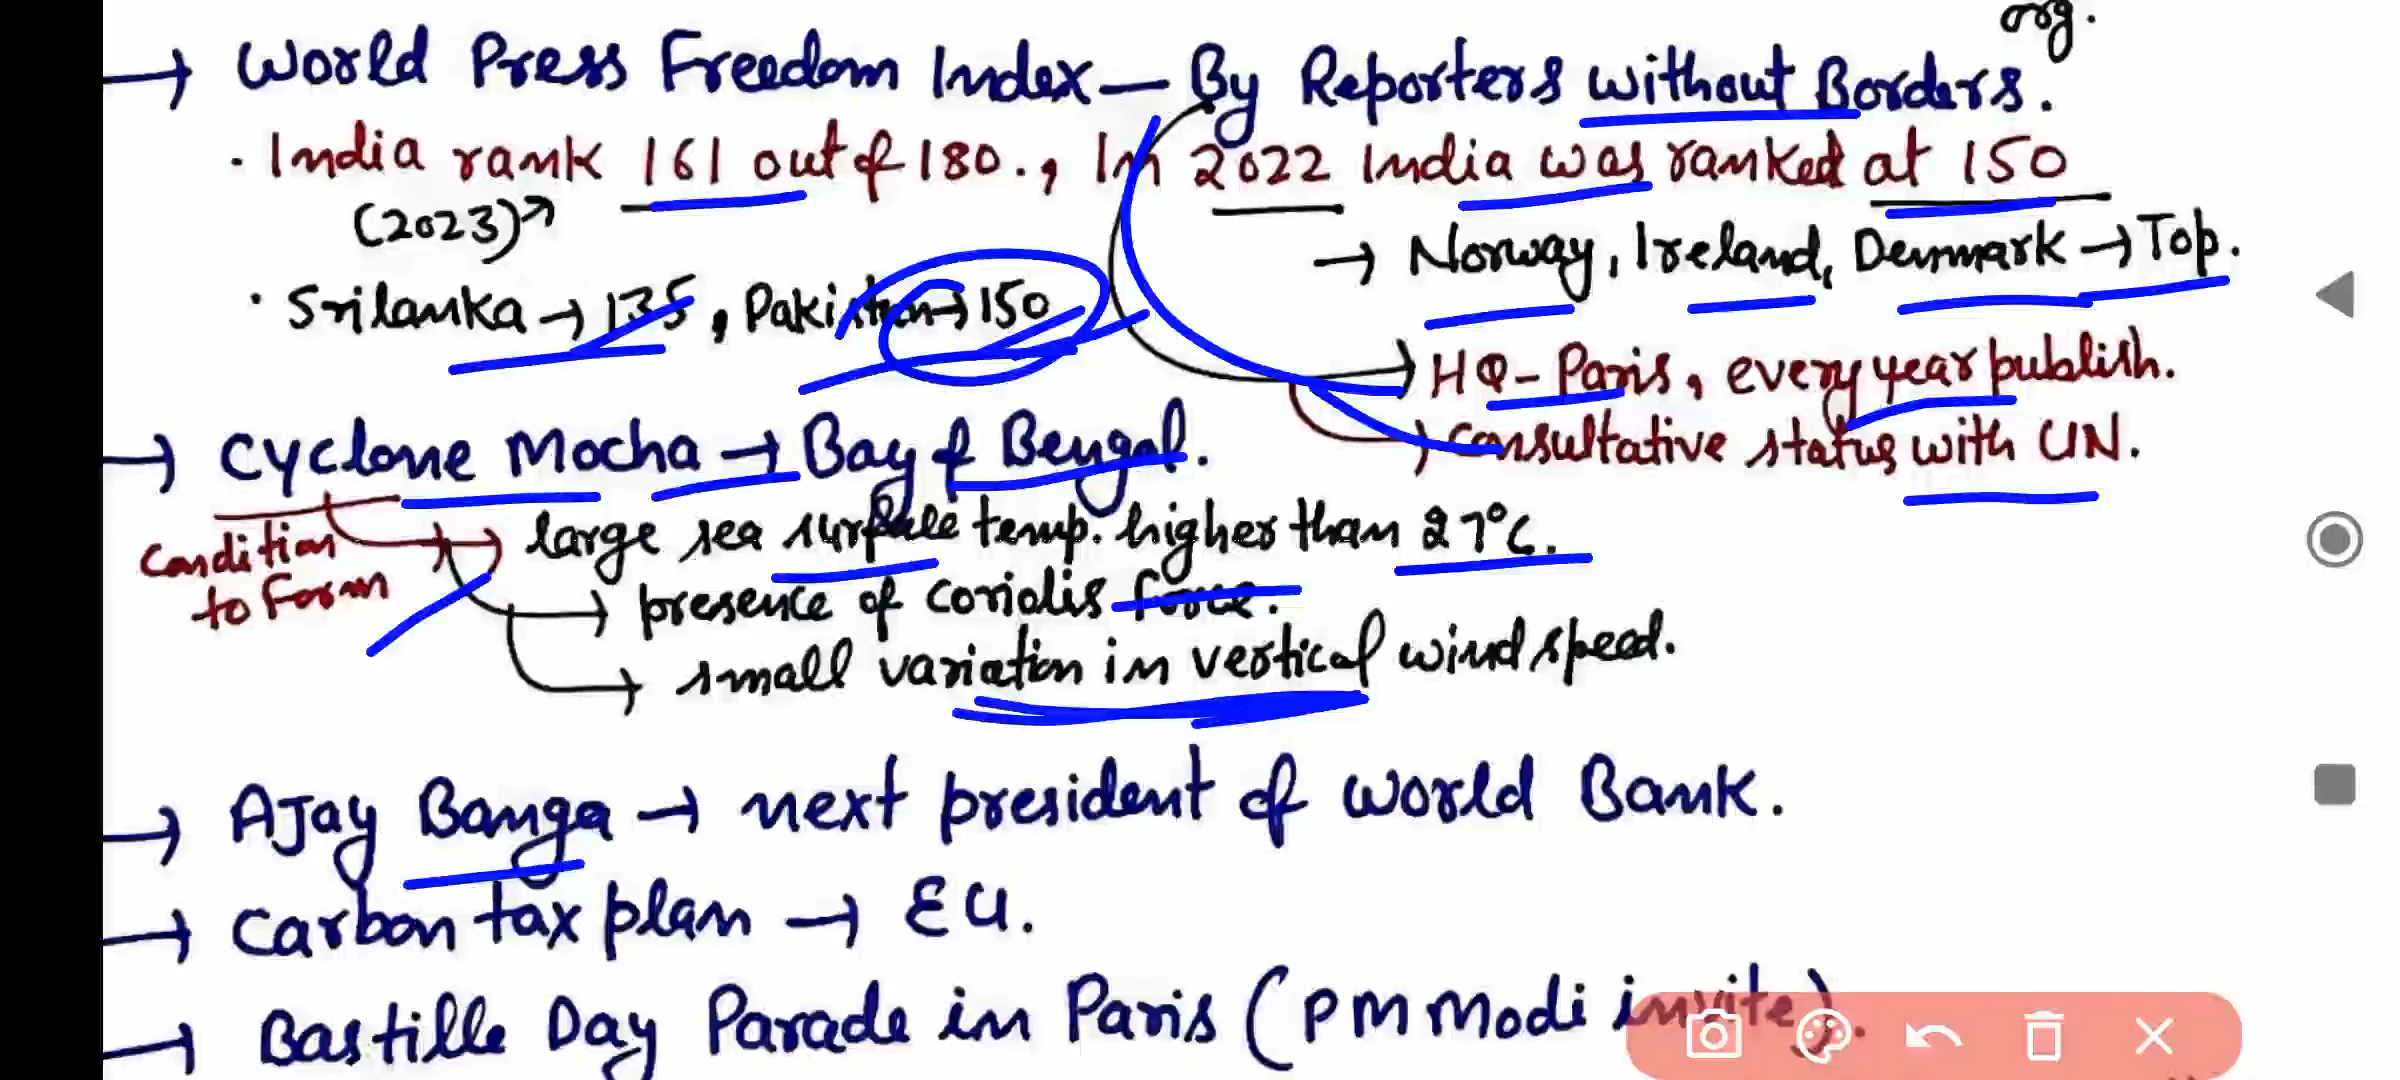 org.
→ World Press Freedom Index — By Reporters without Borders.
· India rank 161 out of 180., In 2022 India was ranked at 150
(2023)↗
→ Norway, Ireland, Denmark → Top.
· Srilanka → 135, Pakistan → 150
→ HQ - Paris, every year publish.
→ Cyclone Mocha → Bay of Bengal.
→ consultative status with UN.
Condition to Form
→ large sea surface temp. higher than 27°C.
→ presence of coriolis force.
→ small variation in vertical wind speed.
→ AJay Banga → next president of World Bank.
→ Carbon tax plan → EU.
→ Bastille Day Parade in Paris (PM Modi invite).